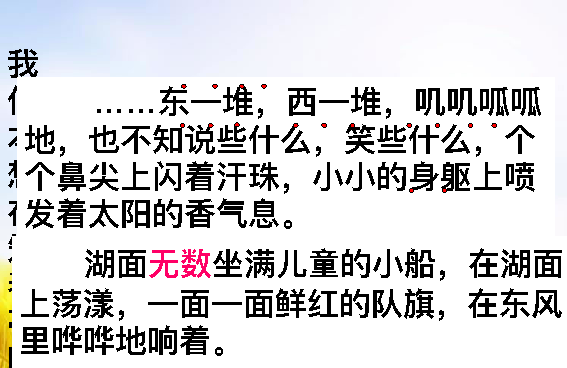 我
……东一堆，西一堆，叽叽呱呱
地，也不知说些什么，笑些什么，个
个鼻尖上闪着汗珠，小小的身躯上喷
发着太阳的香气息。
湖面无数坐满儿童的小船，在湖面
上荡漾，一面一面鲜红的队旗，在东风
里哗哗地响着。